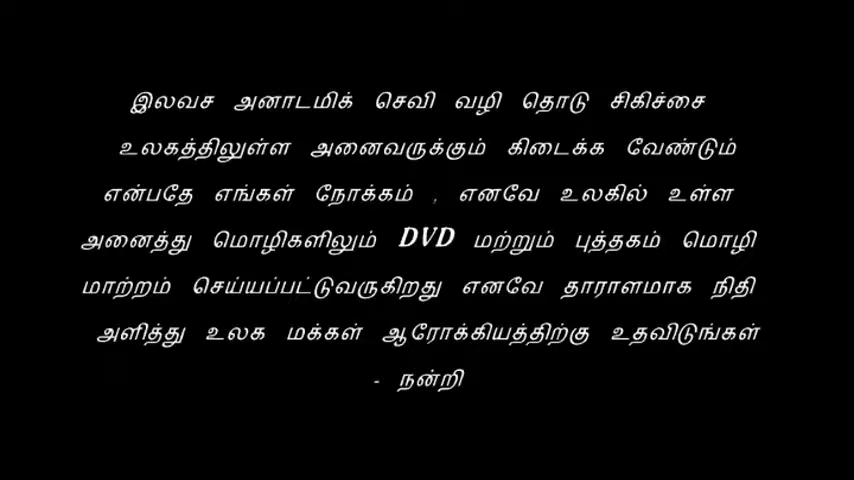 இலவச அனாடமிக் செவி வழி தொடு சிகிச்சை
உலகத்திலுள்ள அனைவருக்கும் கிடைக்க வேண்டும்
என்பதே எங்கள் நோக்கம் , எனவே உலகில் உள்ள
அனைத்து மொழிகளிலும் DVD மற்றும் புத்தகம் மொழி
மாற்றம் செய்யப்பட்டுவருகிறது எனவே தாராளமாக நிதி
அளித்து உலக மக்கள் ஆரோக்கியத்திற்கு உதவிடுங்கள்
- நன்றி